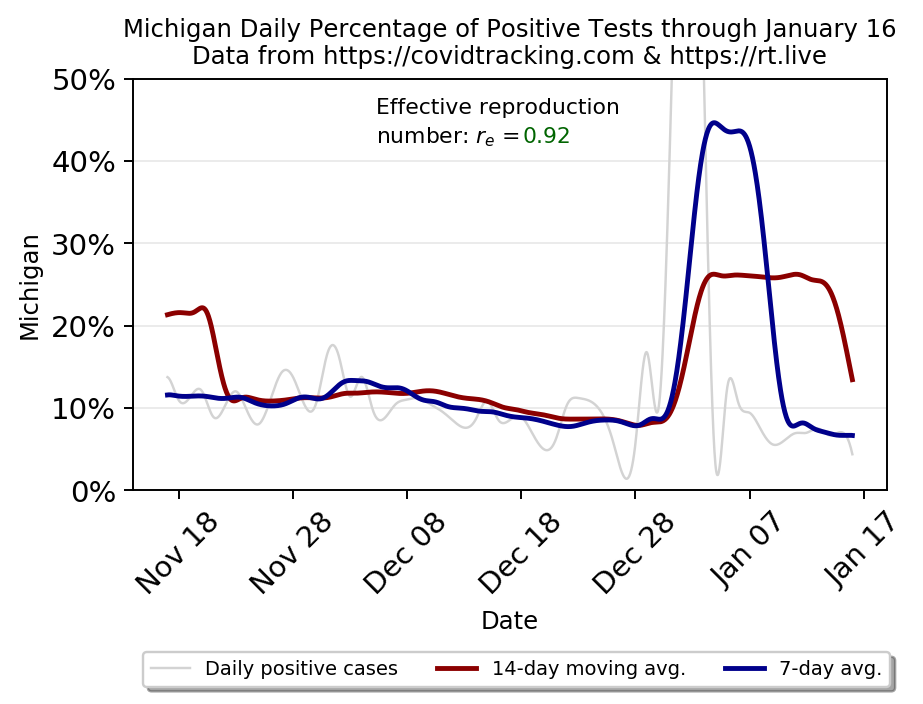 Michigan Daily Percentage of Positive Tests through January 16
Data from https://covidtracking.com & https://rt.live
50%
Effective reproduction
number: r_e =0.92
40%
30%
20%
10%
0%
Michigan
Nov 18
Nov 28
Dec 08
Dec 18
Dec 28
Jan 07
Jan 17
Date
Daily positive cases
14-day moving avg.
7-day avg.